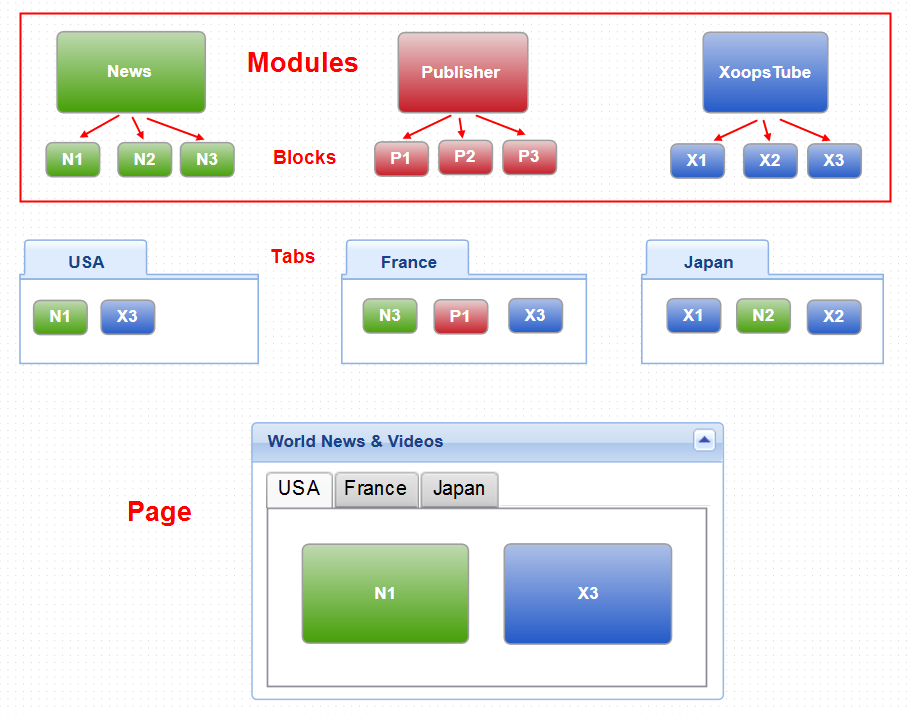 News
Modules
Publisher
XoopsTube
N1
N2
N3
Blocks
P1
P2
P3
X1
X2
X3
USA
Tabs
France
Japan
N1
X3
N3
P1
X3
X1
N2
X2
World News & Videos
USA
France
Japan
Page
N1
X3